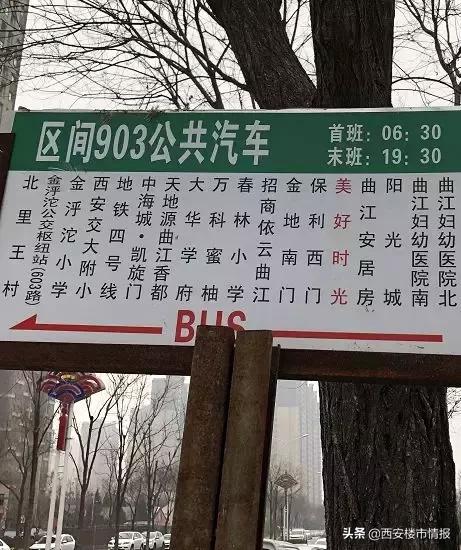 区间903公共汽车
首班：06：30
末班：19：30
北里王村
金泘沱公交枢纽站(603路)
金泘沱小学
西安交大附小
地铁四号线
中海城·凯旋门
天地源曲江香都
大华学府
万科蜜柚
春林小学
招商依云曲江
金地南门
保利西门
美好时光
曲江安居房
阳光城
曲江妇幼医院南
曲江妇幼医院北
BUS
头条 @西安楼市情报